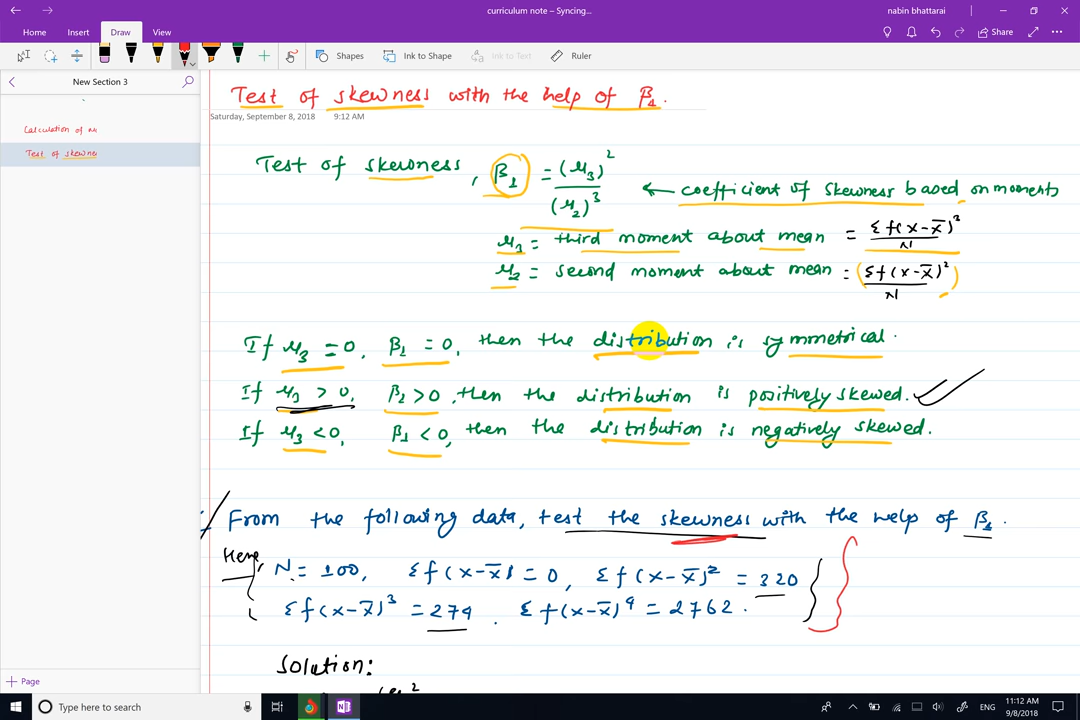 curriculum note - Syncing...
nabin bhattarai
Home Insert Draw View
Share
Shapes Ink to Shape Ink to Text Ruler
New Section 3
Test of skewness with the help of β1.
Saturday, September 8, 2018 9:12 AM
Calculation of
Test of skewnes
Test of skewness, β1 = (μ3)² / (μ2)³ ← coefficient of skewness based on moments
μ3 = third moment about mean = Σf(x-x̄)³ / N
μ2 = second moment about mean = (Σf(x-x̄)² / N)
If μ3 = 0, β1 = 0, then the distribution is symmetrical.
If μ3 > 0, β1 > 0, then the distribution is positively skewed.
If μ3 < 0, β1 < 0, then the distribution is negatively skewed.
From the following data, test the skewness with the help of β1.
Here,
N = 100, Σf(x-x̄) = 0, Σf(x-x̄)² = 320
Σf(x-x̄)³ = 274, Σf(x-x̄)⁴ = 2762.
Solution:
Page
Type here to search
ENG
11:12 AM
9/8/2018